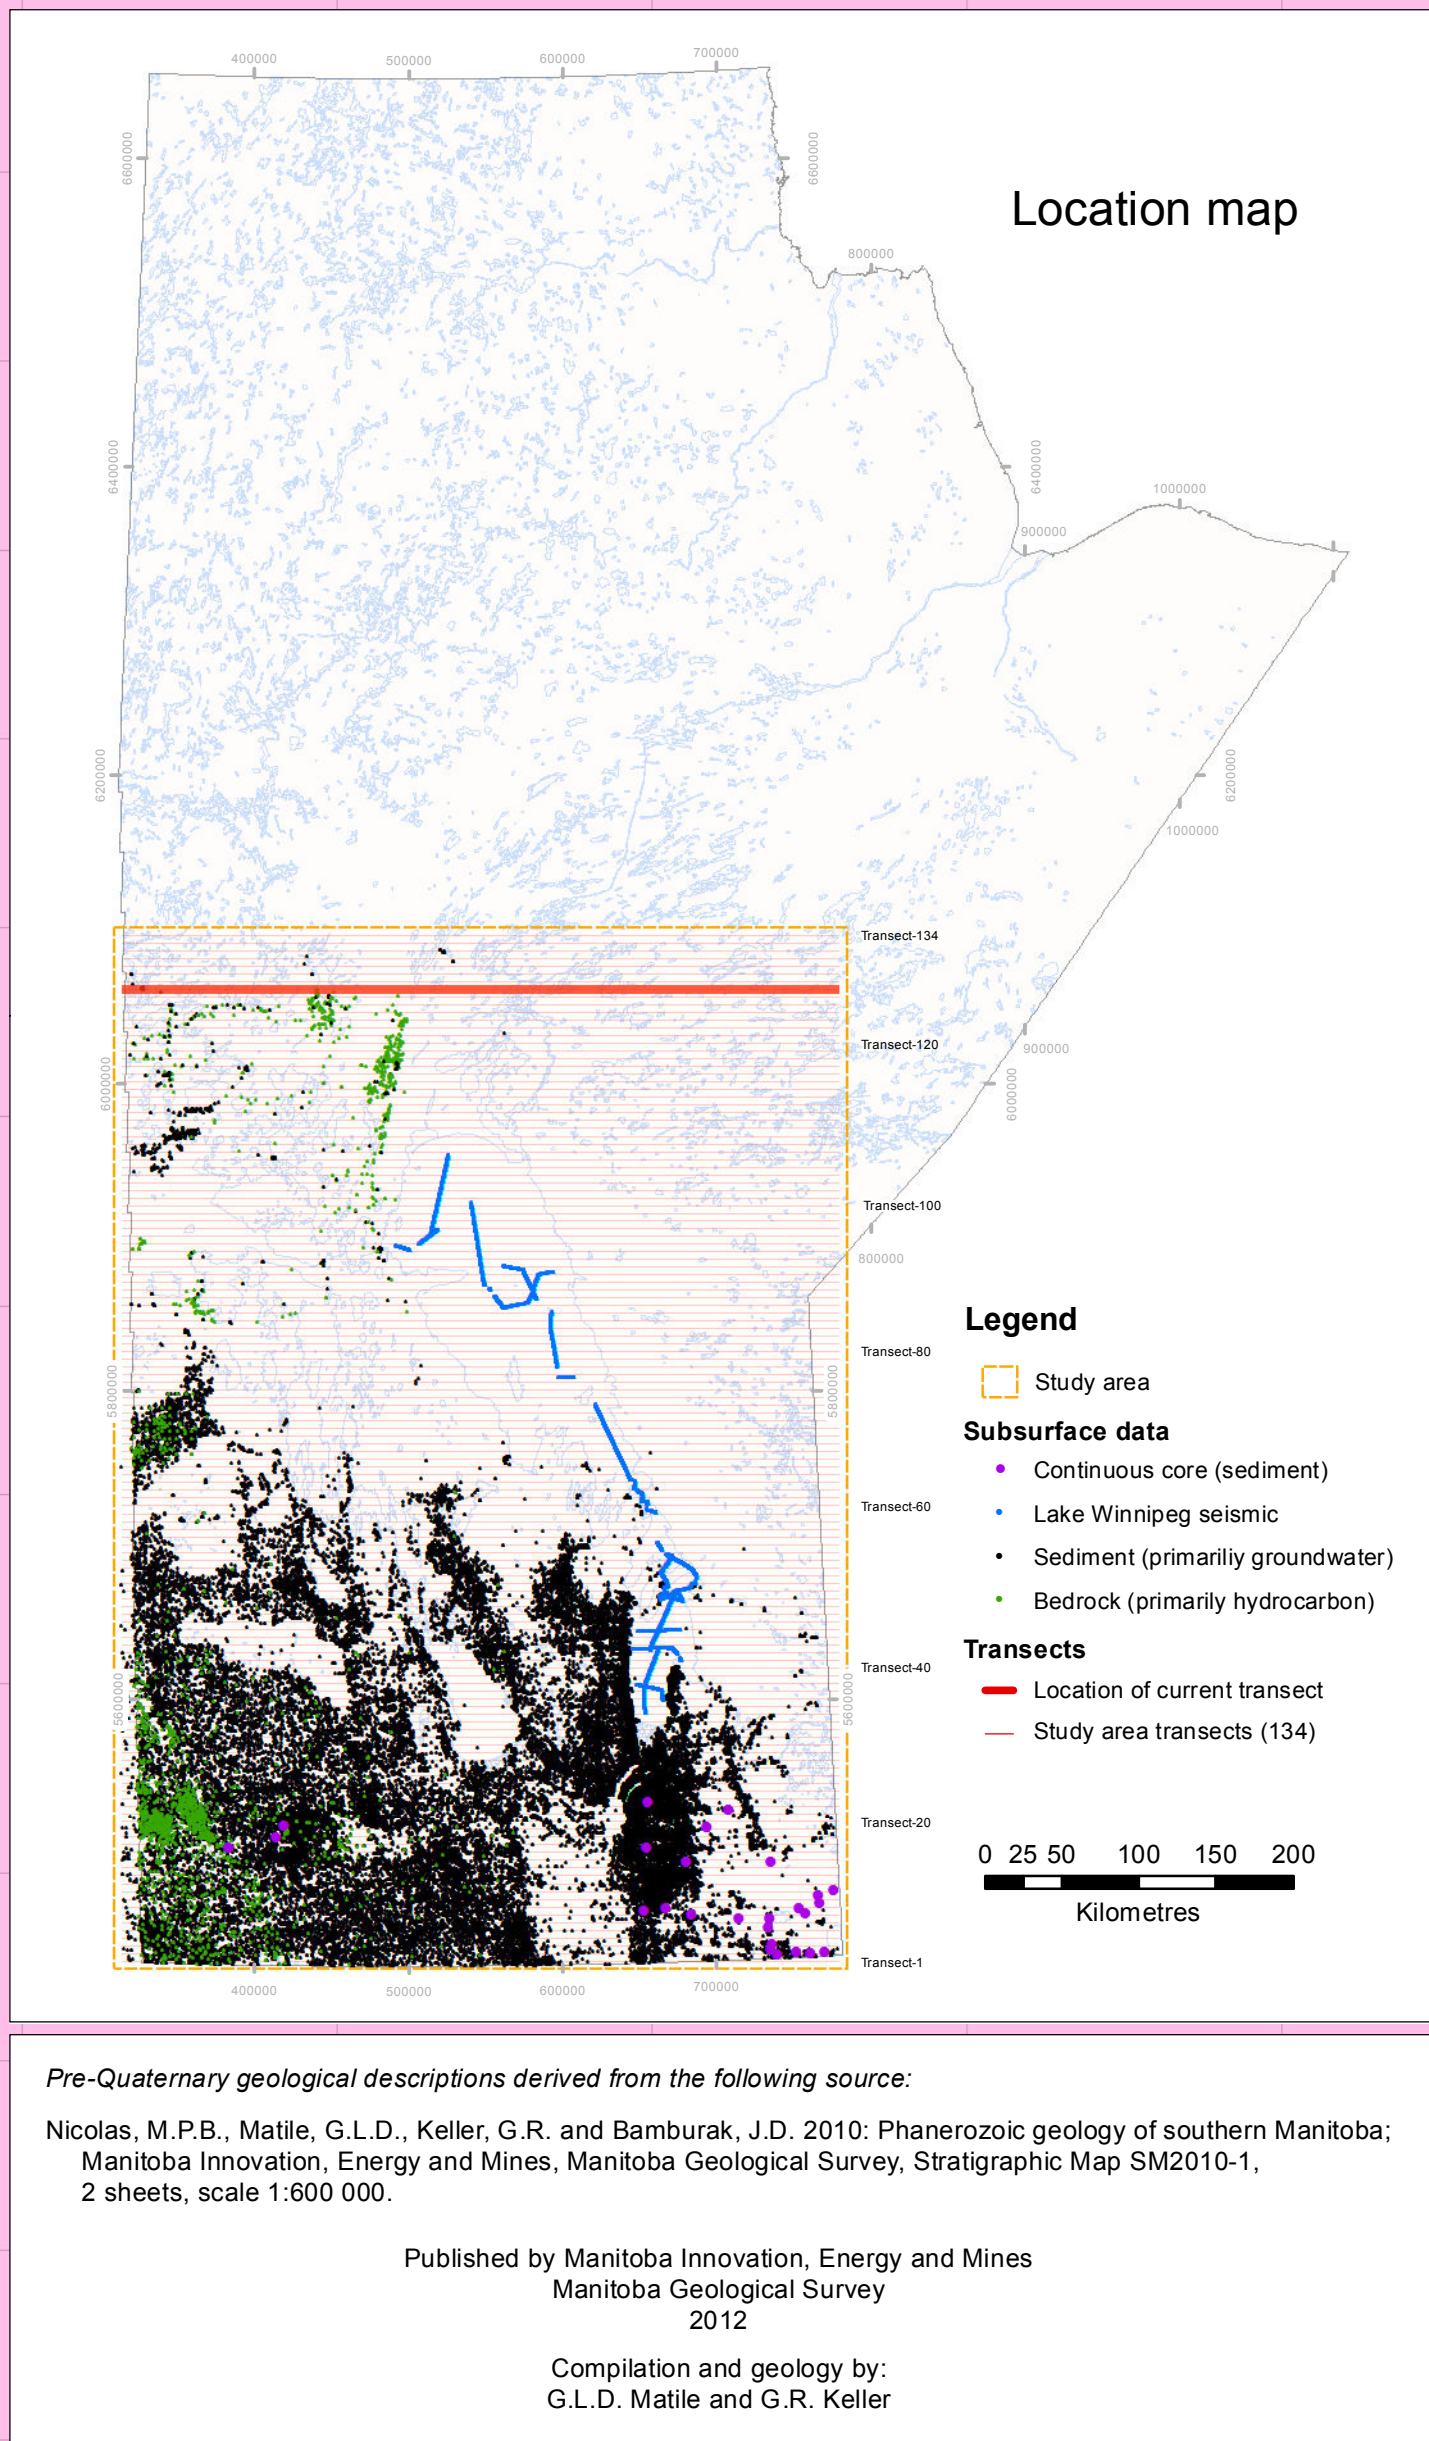 400000
500000
600000
700000
6600000
6600000
Location map
800000
6400000
6400000
1000000
900000
6200000
6200000
1000000
Transect-134
Transect-120
900000
6000000
6000000
Transect-100
800000
Legend
Transect-80
Study area
5800000
5800000
Subsurface data
Continuous core (sediment)
Transect-60
Lake Winnipeg seismic
Sediment (primariliy groundwater)
Bedrock (primarily hydrocarbon)
Transects
Transect-40
Location of current transect
5600000
5600000
Study area transects (134)
Transect-20
0 25 50 100 150 200
Kilometres
Transect-1
400000
500000
600000
700000
Pre-Quaternary geological descriptions derived from the following source:
Nicolas, M.P.B., Matile, G.L.D., Keller, G.R. and Bamburak, J.D. 2010: Phanerozoic geology of southern Manitoba;
Manitoba Innovation, Energy and Mines, Manitoba Geological Survey, Stratigraphic Map SM2010-1,
2 sheets, scale 1:600 000.
Published by Manitoba Innovation, Energy and Mines
Manitoba Geological Survey
2012
Compilation and geology by:
G.L.D. Matile and G.R. Keller